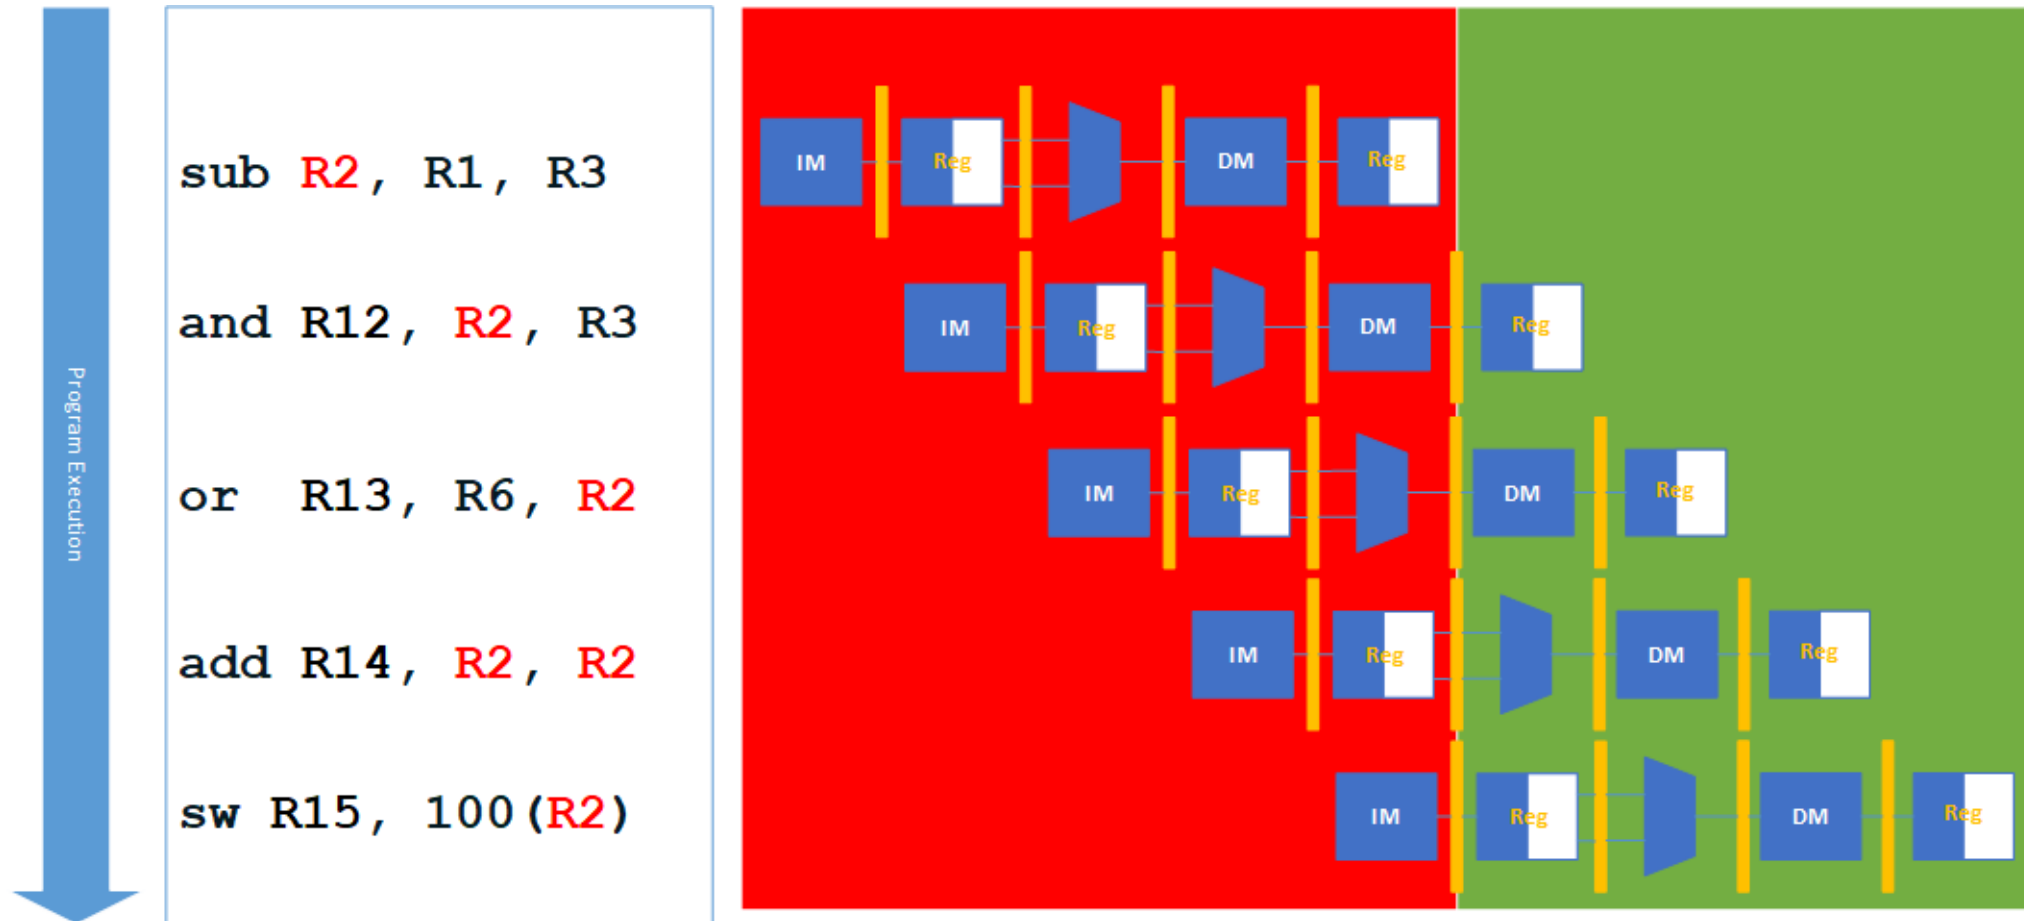 Program Execution
sub R2, R1, R3
and R12, R2, R3
or R13, R6, R2
add R14, R2, R2
sw R15, 100(R2)
IM Reg DM Reg
IM Reg DM Reg
IM Reg DM Reg
IM Reg DM Reg
IM Reg DM Reg